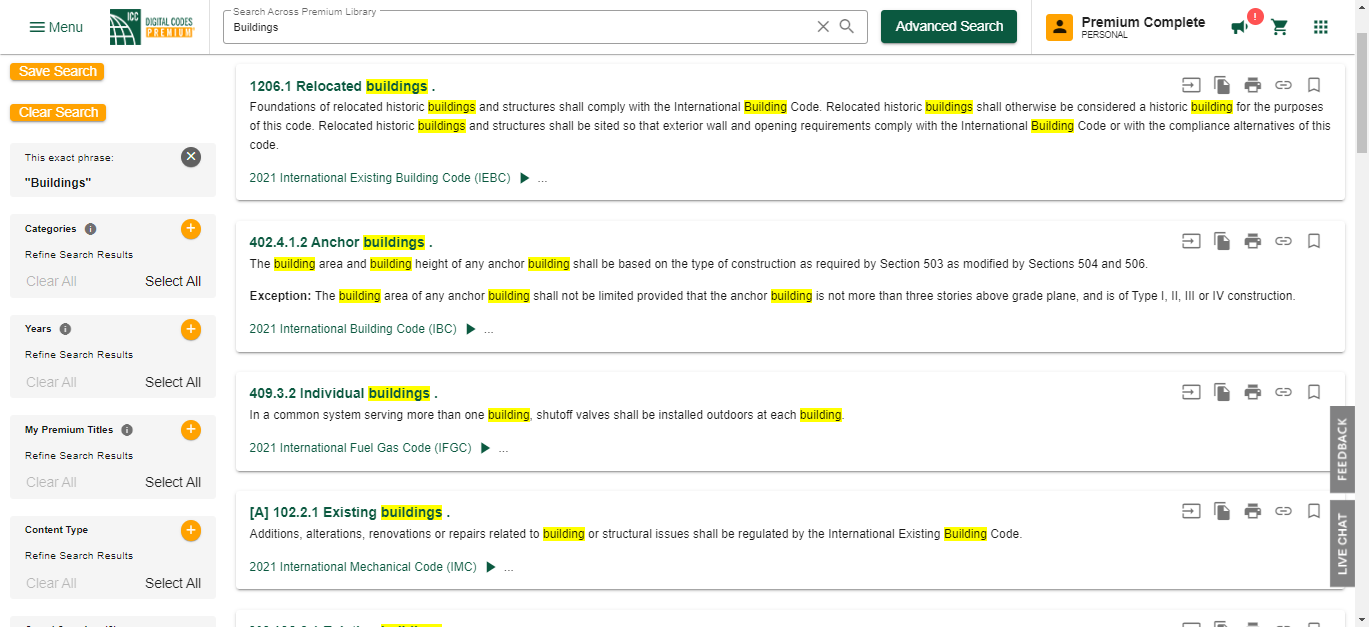 Menu
ICC
DIGITAL CODES
PREMIUM
Search Across Premium Library
Buildings
Advanced Search
Premium Complete
PERSONAL
!
Save Search
Clear Search
This exact phrase:
"Buildings"
Categories
Refine Search Results
Clear All Select All
Years
Refine Search Results
Clear All Select All
My Premium Titles
Refine Search Results
Clear All Select All
Content Type
Refine Search Results
Clear All Select All
1206.1 Relocated buildings .
Foundations of relocated historic buildings and structures shall comply with the International Building Code. Relocated historic buildings shall otherwise be considered a historic building for the purposes
of this code. Relocated historic buildings and structures shall be sited so that exterior wall and opening requirements comply with the International Building Code or with the compliance alternatives of this
code.
2021 International Existing Building Code (IEBC) ▶ ...
402.4.1.2 Anchor buildings .
The building area and building height of any anchor building shall be based on the type of construction as required by Section 503 as modified by Sections 504 and 506.
Exception: The building area of any anchor building shall not be limited provided that the anchor building is not more than three stories above grade plane, and is of Type I, II, III or IV construction.
2021 International Building Code (IBC) ▶ ...
409.3.2 Individual buildings .
In a common system serving more than one building, shutoff valves shall be installed outdoors at each building.
2021 International Fuel Gas Code (IFGC) ▶ ...
[A] 102.2.1 Existing buildings .
Additions, alterations, renovations or repairs related to building or structural issues shall be regulated by the International Existing Building Code.
2021 International Mechanical Code (IMC) ▶ ...
FEEDBACK
LIVE CHAT